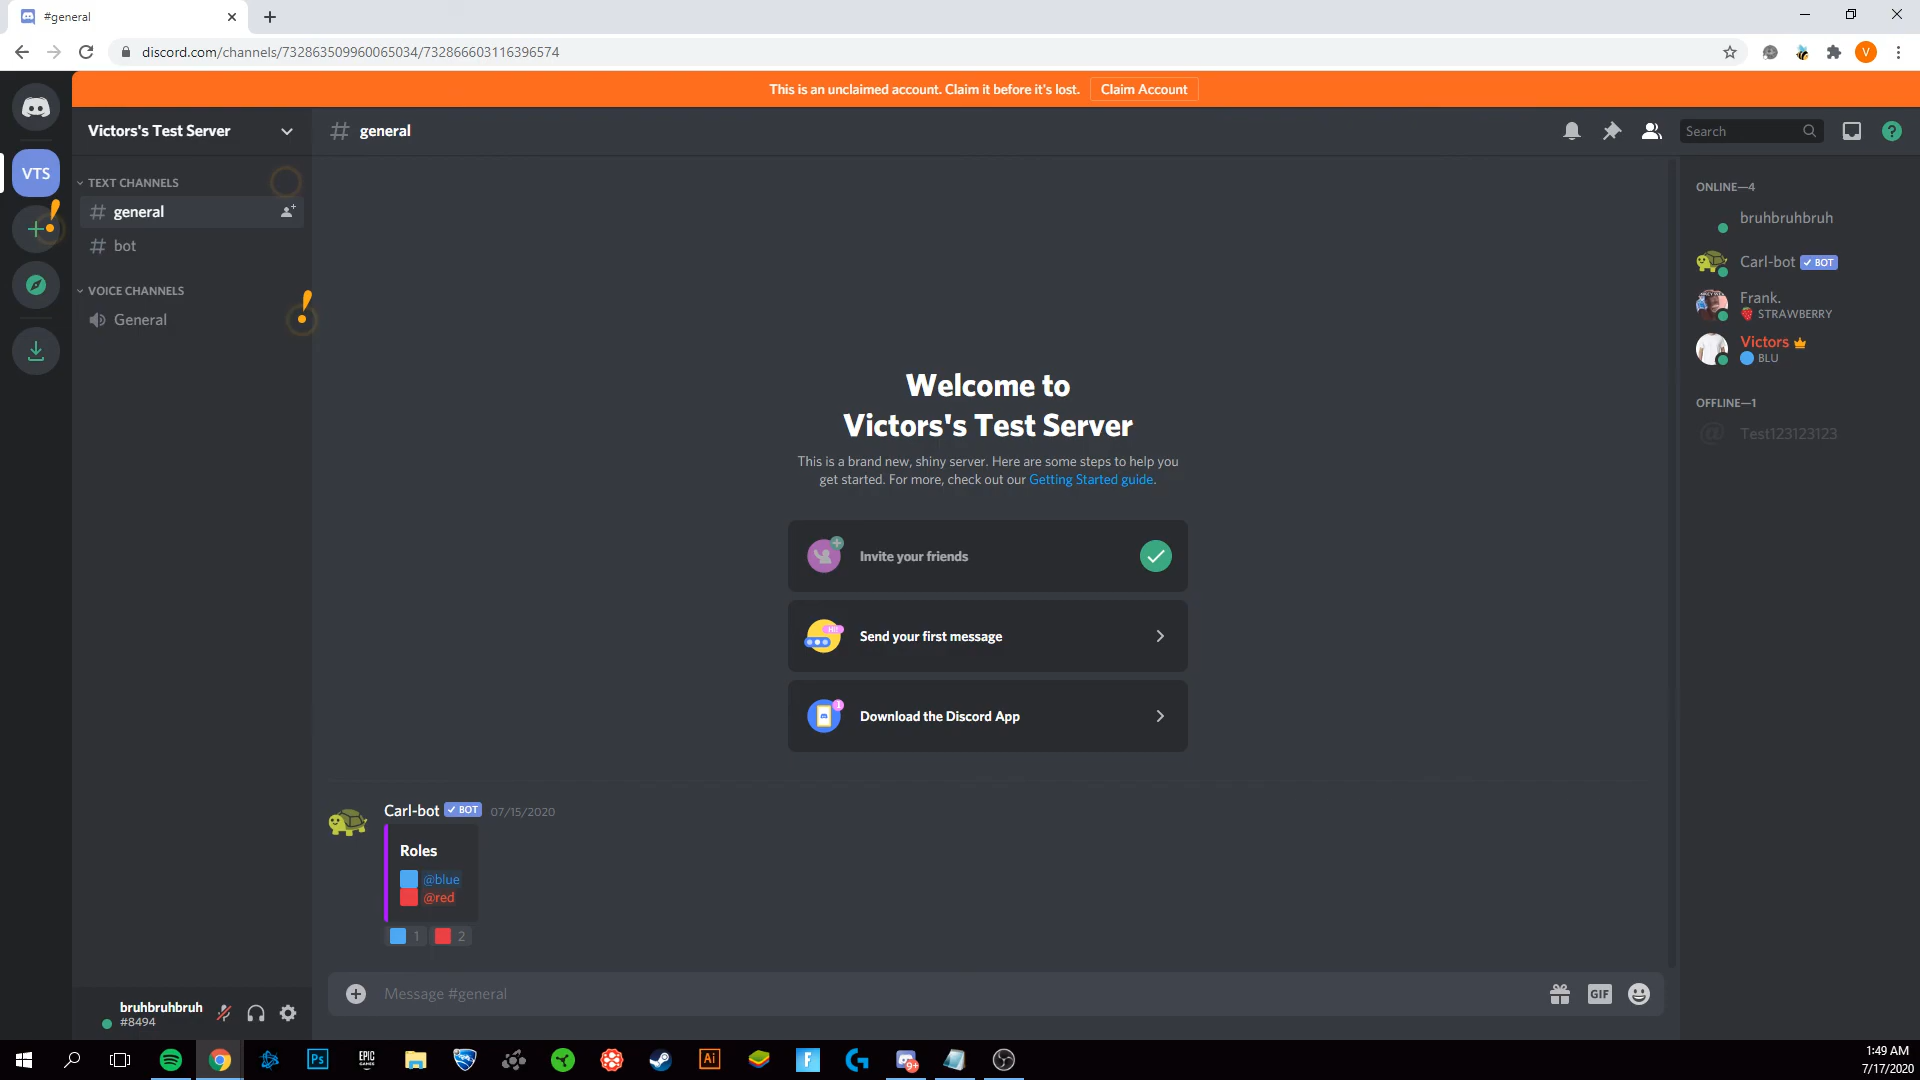 #general
discord.com/channels/732863509960065034/732866603116396574
V
This is an unclaimed account. Claim it before it's lost.
Claim Account
Victors's Test Server
general
Search
VTS
TEXT CHANNELS
general
bot
VOICE CHANNELS
General
Welcome to
Victors's Test Server
This is a brand new, shiny server. Here are some steps to help you
get started. For more, check out our Getting Started guide.
Invite your friends
Send your first message
Download the Discord App
Carl-bot BOT 07/15/2020
Roles
@blue
@red
1 2
Message #general
GIF
ONLINE—4
bruhbruhbruh
Carl-bot BOT
Frank.
STRAWBERRY
Victors
BLU
OFFLINE—1
Test123123123
bruhbruhbruh
#8494
Ps
EPIC
GAMES
Ai
F
9+
1:49 AM
7/17/2020